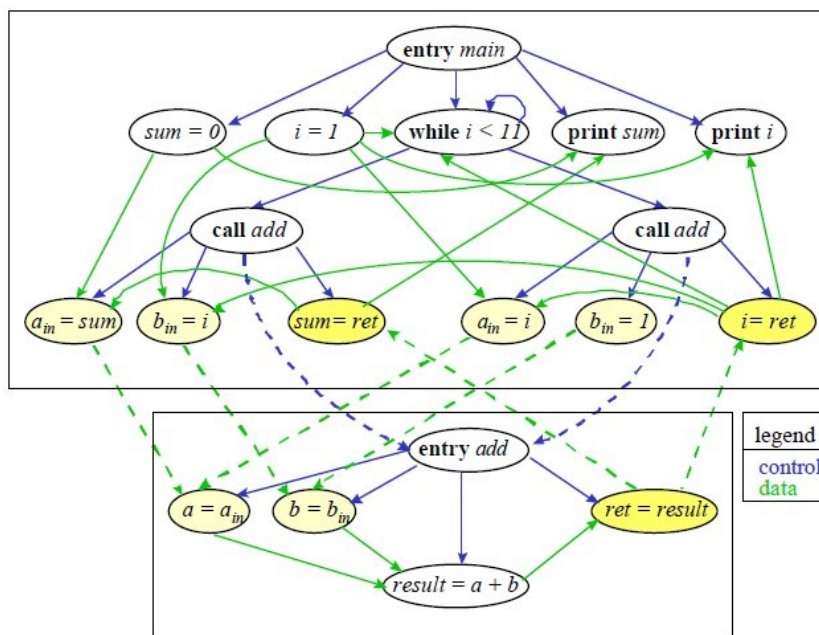 entry main
sum = 0
i = 1
while i < 11
print sum
print i
call add
call add
a_in = sum
b_in = i
sum= ret
a_in = i
b_in = 1
i= ret
entry add
legend
control
data
a = a_in
b = b_in
ret = result
result = a + b